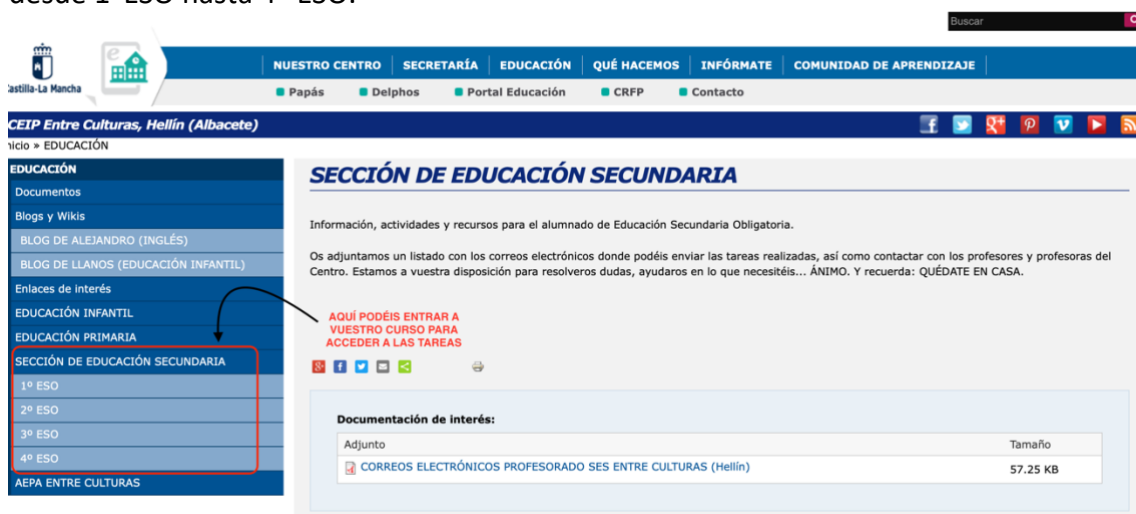 desde 1º ESO hasta 4º ESO.
Buscar
Castilla-La Mancha
NUESTRO CENTRO SECRETARÍA EDUCACIÓN QUÉ HACEMOS INFÓRMATE COMUNIDAD DE APRENDIZAJE
Papás Delphos Portal Educación CRFP Contacto
CEIP Entre Culturas, Hellín (Albacete)
nicio » EDUCACIÓN
EDUCACIÓN
Documentos
Blogs y Wikis
BLOG DE ALEJANDRO (INGLÉS)
BLOG DE LLANOS (EDUCACIÓN INFANTIL)
Enlaces de interés
EDUCACIÓN INFANTIL
EDUCACIÓN PRIMARIA
SECCIÓN DE EDUCACIÓN SECUNDARIA
1º ESO
2º ESO
3º ESO
4º ESO
AEPA ENTRE CULTURAS
SECCIÓN DE EDUCACIÓN SECUNDARIA
Información, actividades y recursos para el alumnado de Educación Secundaria Obligatoria.
Os adjuntamos un listado con los correos electrónicos donde podéis enviar las tareas realizadas, así como contactar con los profesores y profesoras del
Centro. Estamos a vuestra disposición para resolveros dudas, ayudaros en lo que necesitéis... ÁNIMO. Y recuerda: QUÉDATE EN CASA.
AQUÍ PODÉIS ENTRAR A
VUESTRO CURSO PARA
ACCEDER A LAS TAREAS
Documentación de interés:
Adjunto Tamaño
CORREOS ELECTRÓNICOS PROFESORADO SES ENTRE CULTURAS (Hellín) 57.25 KB